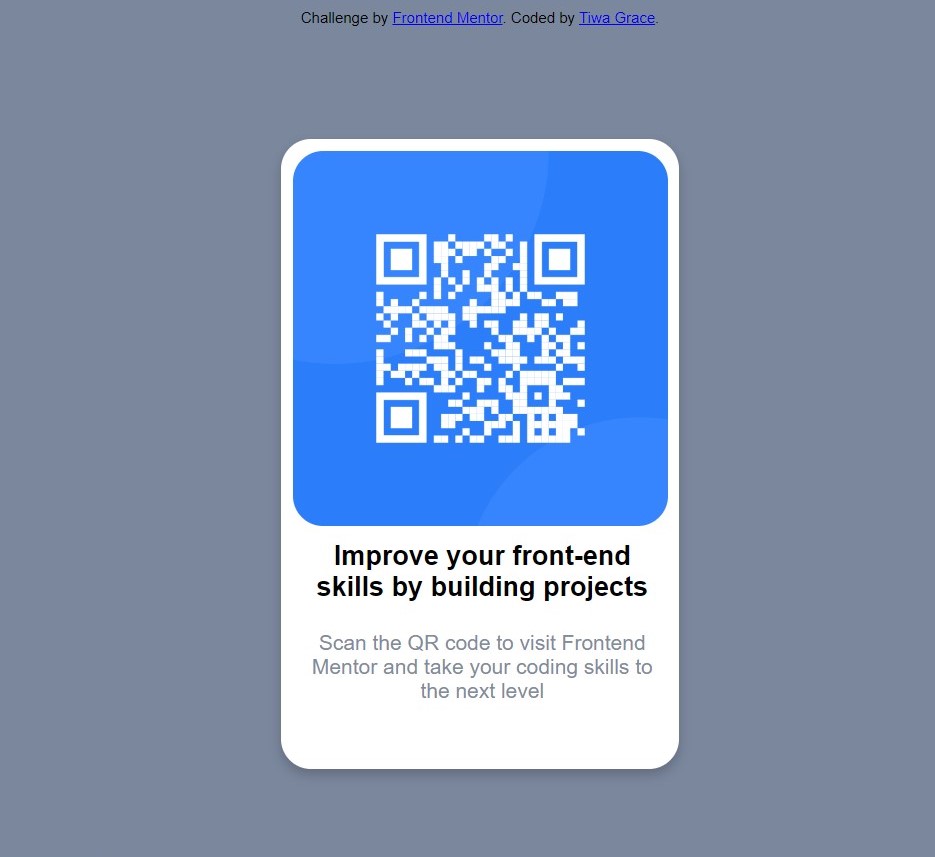 Challenge by Frontend Mentor. Coded by Tiwa Grace.
Improve your front-end
skills by building projects
Scan the QR code to visit Frontend
Mentor and take your coding skills to
the next level